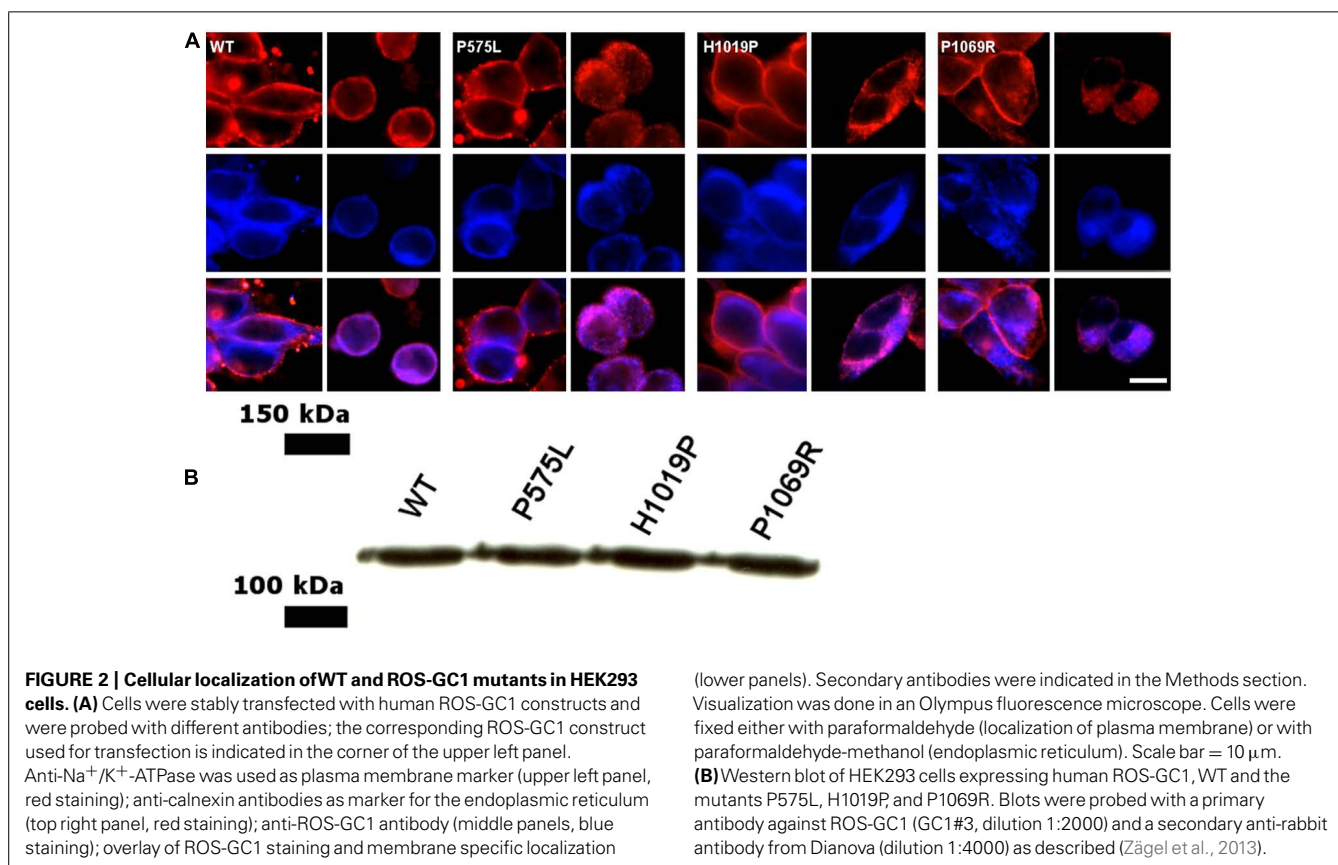 A
WT
P575L
H1019P
P1069R
150 kDa
B
WT
P575L
H1019P
P1069R
100 kDa
FIGURE 2 | Cellular localization of WT and ROS-GC1 mutants in HEK293
cells. (A) Cells were stably transfected with human ROS-GC1 constructs and
were probed with different antibodies; the corresponding ROS-GC1 construct
used for transfection is indicated in the corner of the upper left panel.
Anti-Na+/K+-ATPase was used as plasma membrane marker (upper left panel,
red staining); anti-calnexin antibodies as marker for the endoplasmic reticulum
(top right panel, red staining); anti-ROS-GC1 antibody (middle panels, blue
staining); overlay of ROS-GC1 staining and membrane specific localization
(lower panels). Secondary antibodies were indicated in the Methods section.
Visualization was done in an Olympus fluorescence microscope. Cells were
fixed either with paraformaldehyde (localization of plasma membrane) or with
paraformaldehyde-methanol (endoplasmic reticulum). Scale bar = 10 μm.
(B) Western blot of HEK293 cells expressing human ROS-GC1, WT and the
mutants P575L, H1019P, and P1069R. Blots were probed with a primary
antibody against ROS-GC1 (GC1#3, dilution 1:2000) and a secondary anti-rabbit
antibody from Dianova (dilution 1:4000) as described (Zägel et al., 2013).